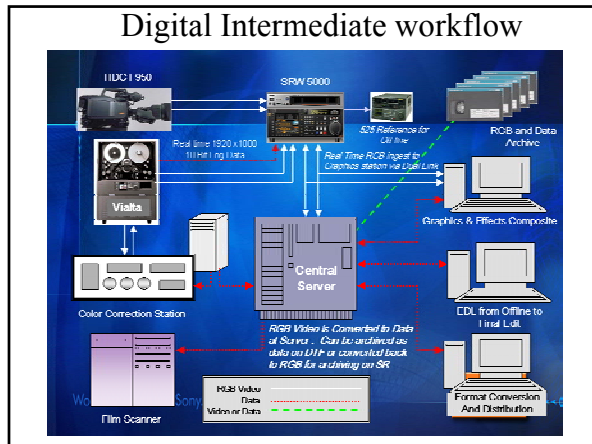 Digital Intermediate workflow
SRW 5000
525 Reference for
Off line
RGB and Data
Archive
Real time 1920 x1080
10 Bit Log Data
Real Time RGB Ingest to
Graphics station via Dual Link
Vialta
Graphics & Effects Composite
Central
Server
Color Correction Station
EDL from Offline to
Final Edit
RGB Video is Converted to Data
at Server. Can be archived as
data on DTF or converted back
to RGB for archiving on SR
RGB Video
Data
Video or Data
Film Scanner
Format Conversion
And Distribution
Sony